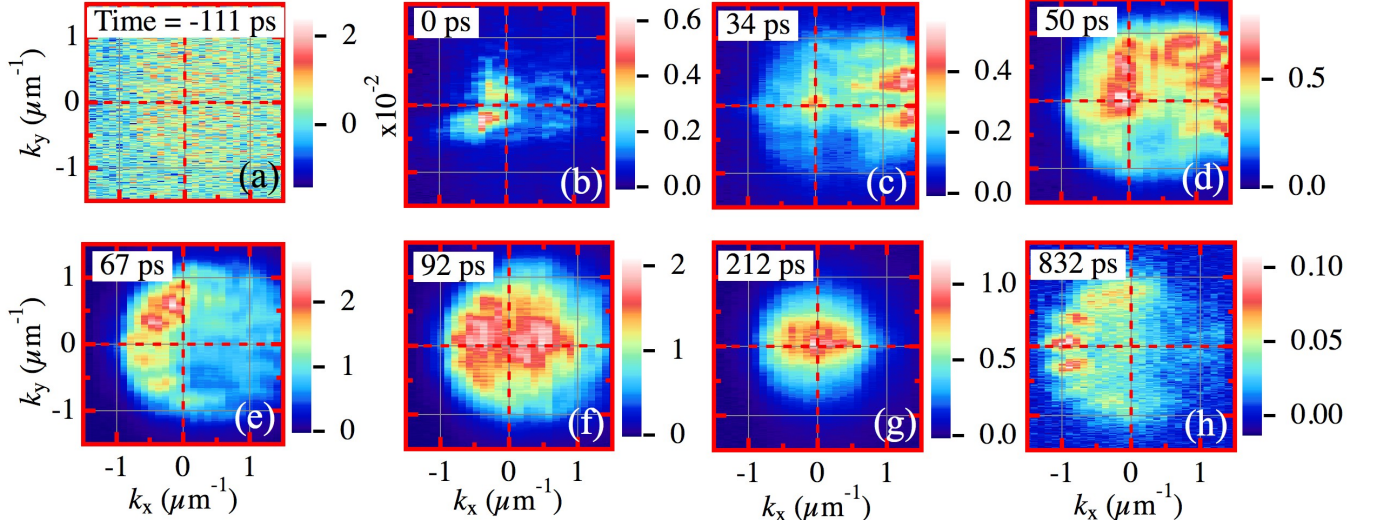 Time = -111 ps
0 ps
34 ps
50 ps
1
0
-1
k_y (μm⁻¹)
2
0
x10⁻²
0.6
0.4
0.2
0.0
0.4
0.2
0.0
0.5
0.0
(a)
(b)
(c)
(d)
67 ps
92 ps
212 ps
832 ps
1
0
-1
k_y (μm⁻¹)
2
1
0
2
1
0
1.0
0.5
0.0
0.10
0.05
0.00
(e)
(f)
(g)
(h)
-1 0 1
-1 0 1
-1 0 1
-1 0 1
k_x (μm⁻¹)
k_x (μm⁻¹)
k_x (μm⁻¹)
k_x (μm⁻¹)